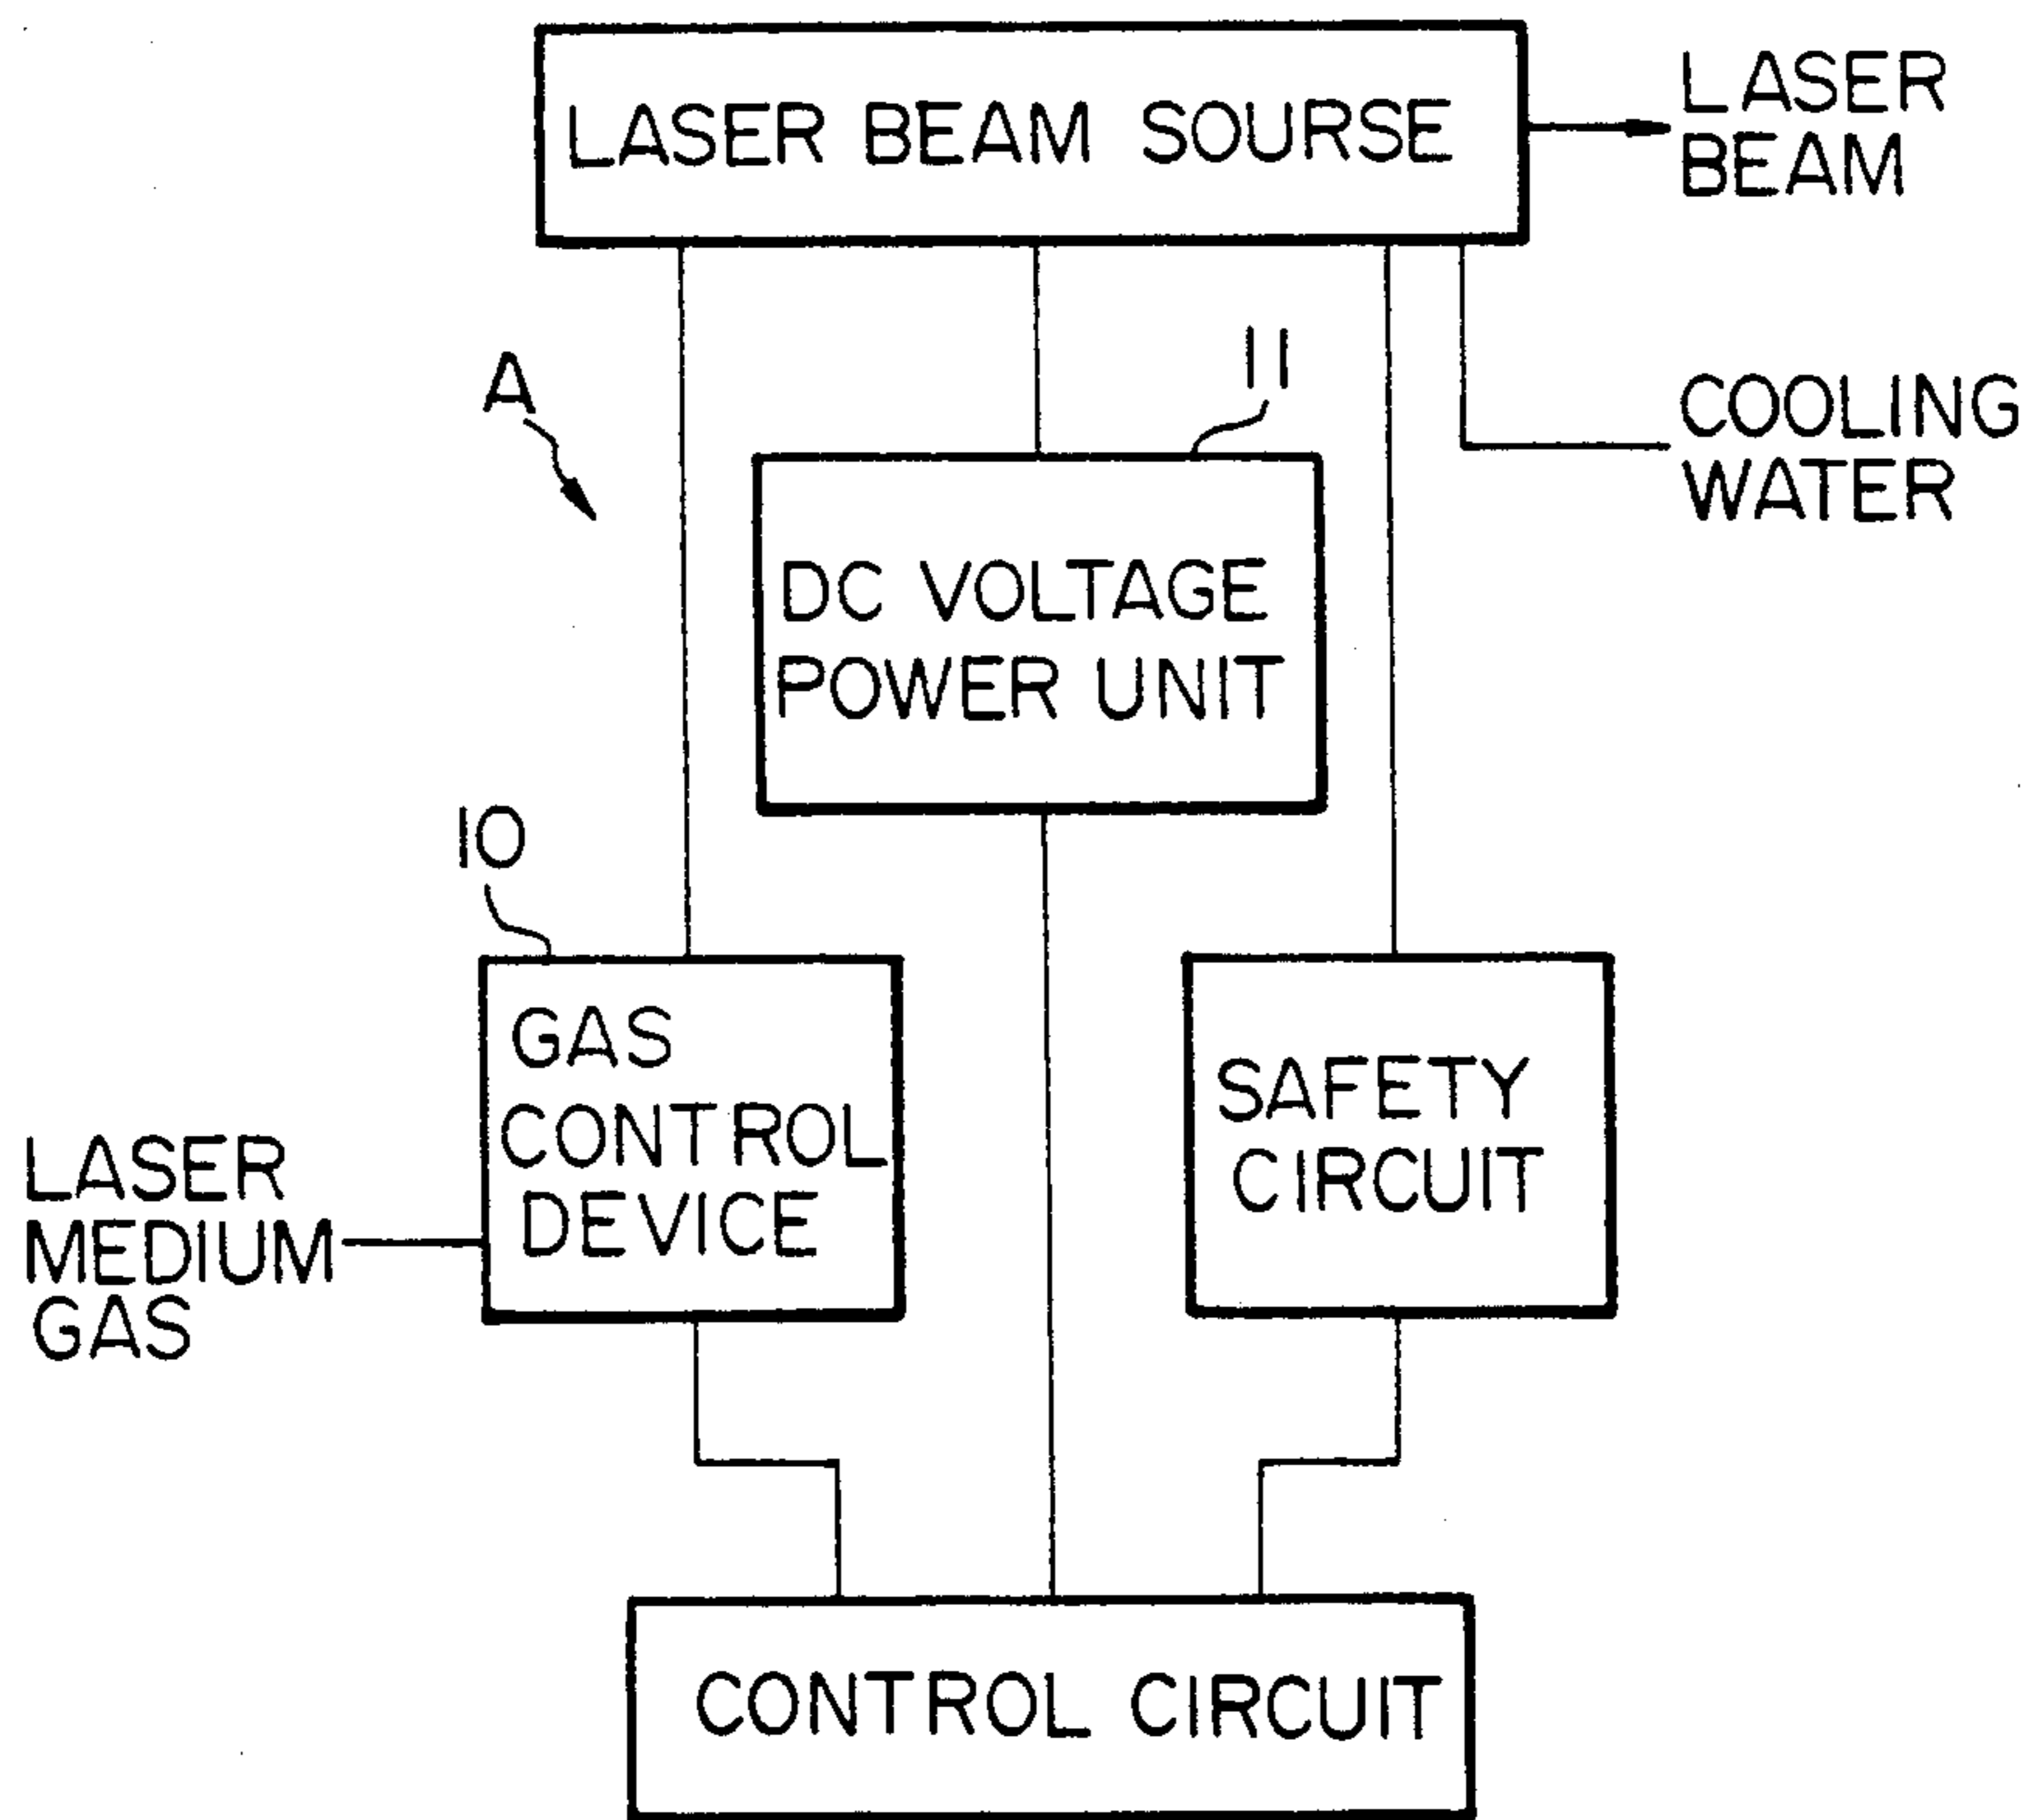 LASER BEAM SOURSE
LASER
BEAM
A
11
COOLING
WATER
DC VOLTAGE
POWER UNIT
10
GAS
CONTROL
DEVICE
SAFETY
CIRCUIT
LASER
MEDIUM
GAS
CONTROL CIRCUIT